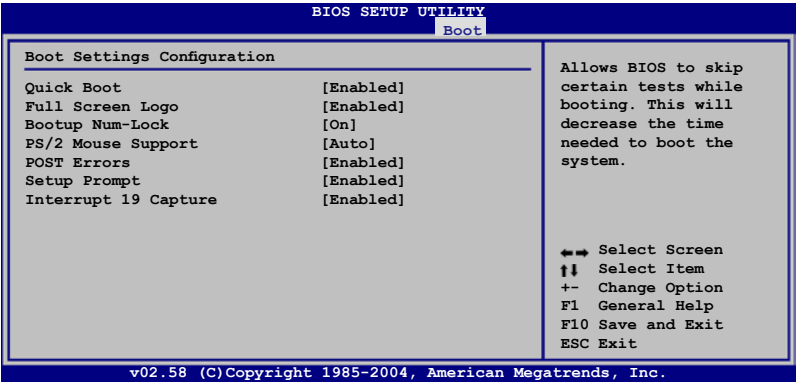 BIOS SETUP UTILITY
Boot
Boot Settings Configuration
Quick Boot [Enabled]
Full Screen Logo [Enabled]
Bootup Num-Lock [On]
PS/2 Mouse Support [Auto]
POST Errors [Enabled]
Setup Prompt [Enabled]
Interrupt 19 Capture [Enabled]
Allows BIOS to skip
certain tests while
booting. This will
decrease the time
needed to boot the
system.
←→ Select Screen
↑↓ Select Item
+- Change Option
F1 General Help
F10 Save and Exit
ESC Exit
v02.58 (C)Copyright 1985-2004, American Megatrends, Inc.